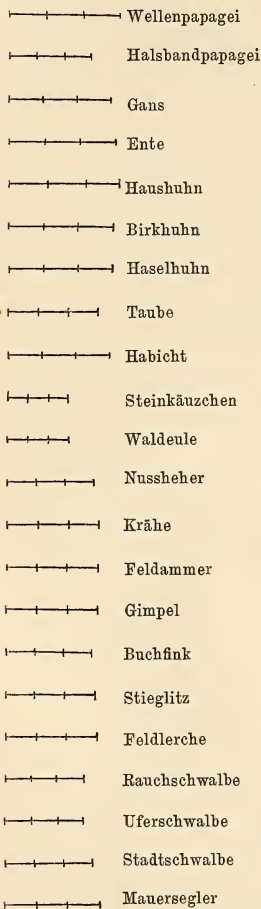 Wellenpapagei
Halsbandpapagei
Gans
Ente
Haushuhn
Birkhuhn
Haselhuhn
Taube
Habicht
Steinkäuzchen
Waldeule
Nussheher
Krähe
Feldammer
Gimpel
Buchfink
Stieglitz
Feldlerche
Rauchschwalbe
Uferschwalbe
Stadtschwalbe
Mauersegler